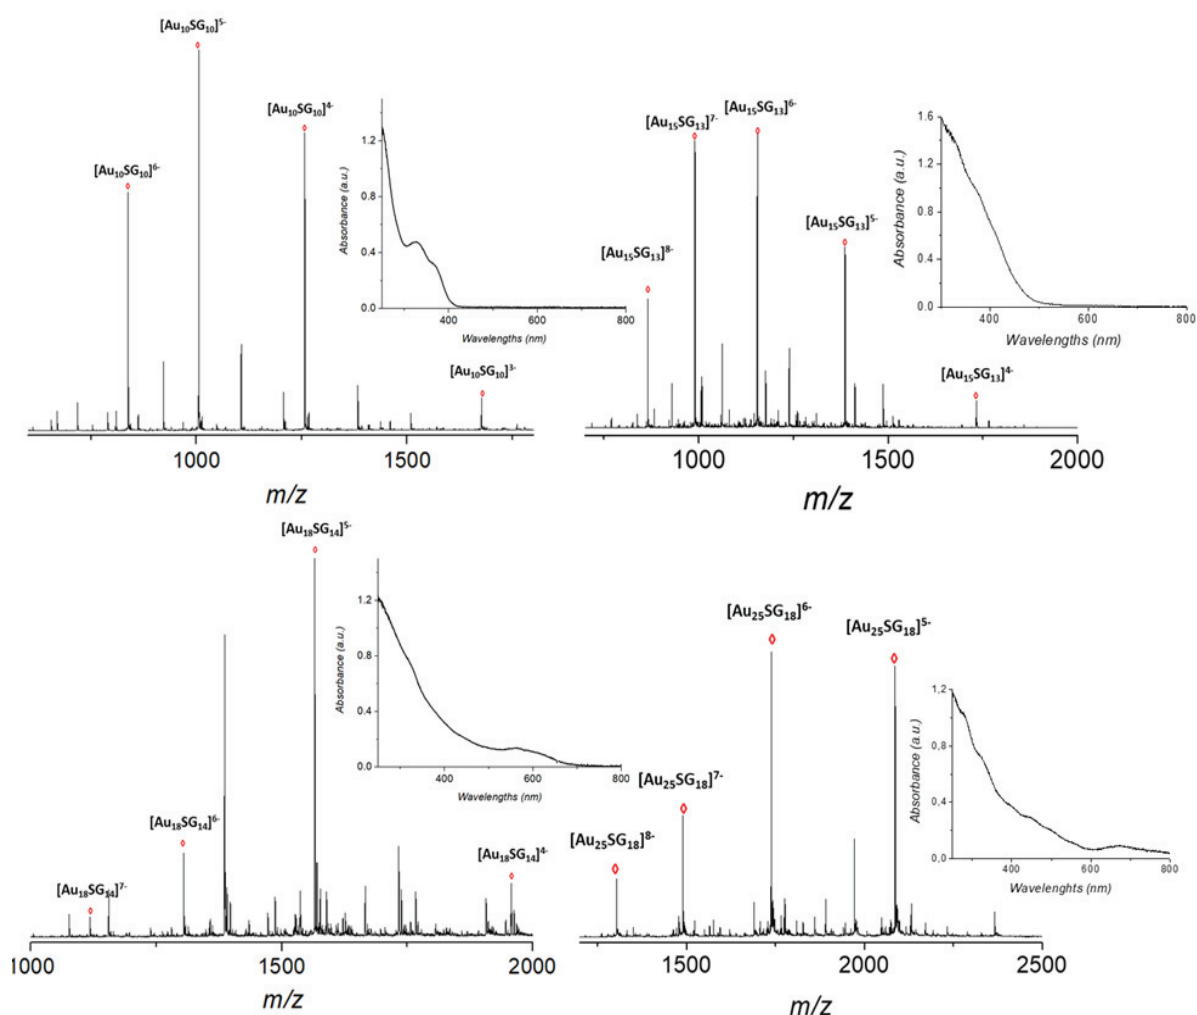 [Au₁₀SG₁₀]⁵⁻
[Au₁₀SG₁₀]⁴⁻
[Au₁₀SG₁₀]⁶⁻
[Au₁₀SG₁₀]³⁻
1000
1500
m/z
1.2
0.8
0.4
0.0
Absorbance (a.u.)
400
600
800
Wavelengths (nm)
[Au₁₅SG₁₃]⁷⁻
[Au₁₅SG₁₃]⁶⁻
[Au₁₅SG₁₃]⁵⁻
[Au₁₅SG₁₃]⁸⁻
[Au₁₅SG₁₃]⁴⁻
1000
1500
2000
m/z
1.6
1.2
0.8
0.4
0.0
Absorbance (a.u.)
400
600
800
Wavelength (nm)
[Au₁₈SG₁₄]⁵⁻
[Au₁₈SG₁₄]⁶⁻
[Au₁₈SG₁₄]⁷⁻
[Au₁₈SG₁₄]⁴⁻
1000
1500
2000
m/z
1.2
0.8
0.4
0.0
Absorbance (a.u.)
400
600
800
Wavelengths (nm)
[Au₂₅SG₁₈]⁶⁻
[Au₂₅SG₁₈]⁵⁻
[Au₂₅SG₁₈]⁷⁻
[Au₂₅SG₁₈]⁸⁻
1500
2000
2500
m/z
1,2
0,8
0,4
0,0
Absorbance (a.u.)
400
600
800
Wavelenghts (nm)